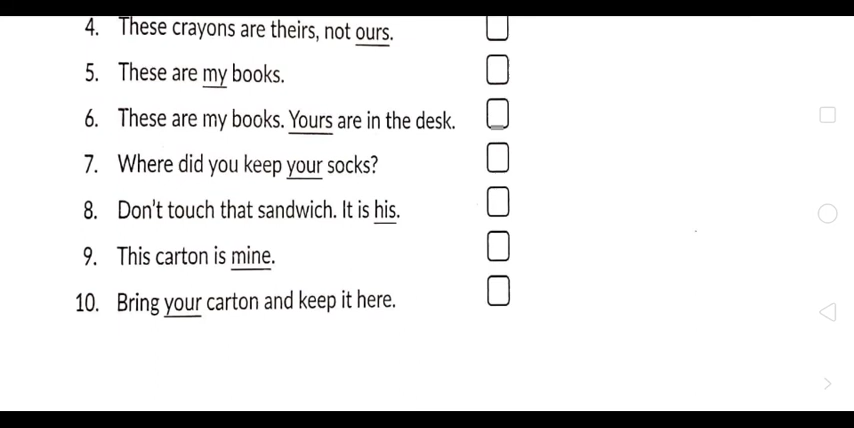 4. These crayons are theirs, not ours.
5. These are my books.
6. These are my books. Yours are in the desk.
7. Where did you keep your socks?
8. Don't touch that sandwich. It is his.
9. This carton is mine.
10. Bring your carton and keep it here.